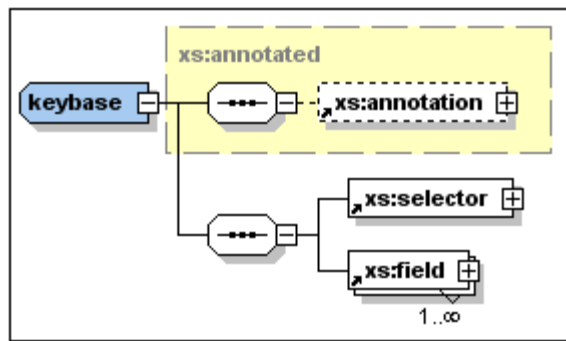 xs:annotated
keybase
xs:annotation
xs:selector
xs:field
1..∞